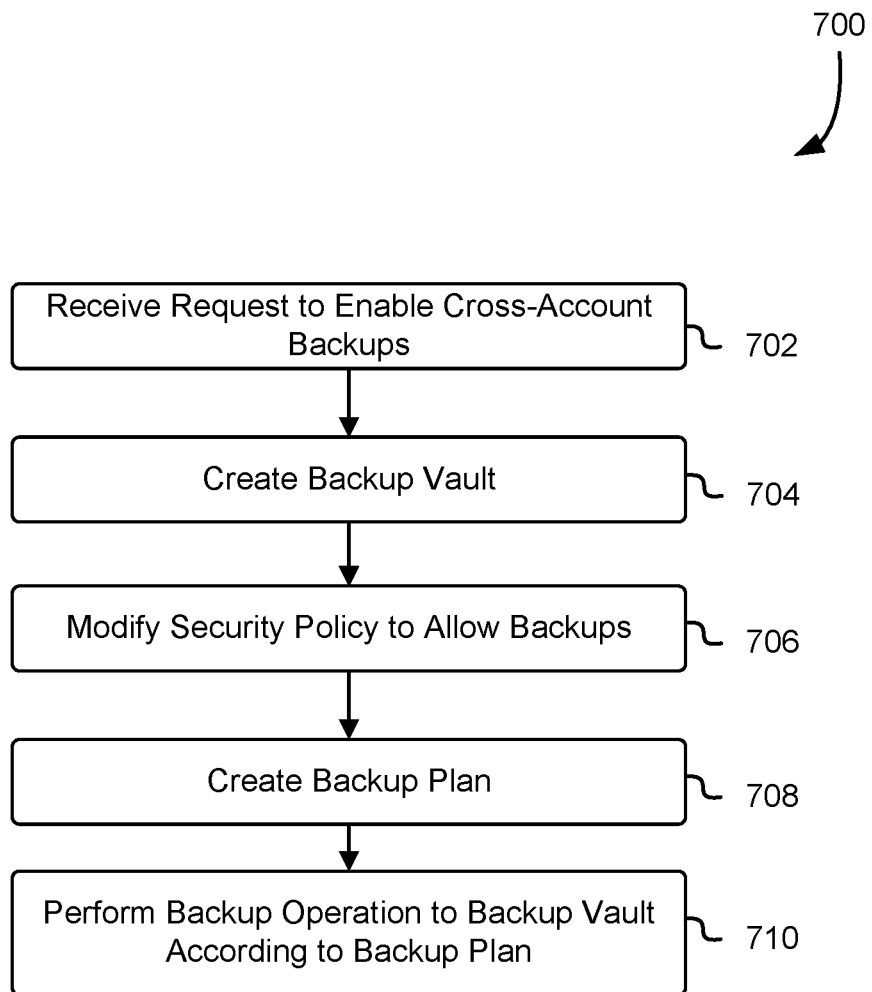 700
Receive Request to Enable Cross-Account
Backups
702
Create Backup Vault
704
Modify Security Policy to Allow Backups
706
Create Backup Plan
708
Perform Backup Operation to Backup Vault
According to Backup Plan
710